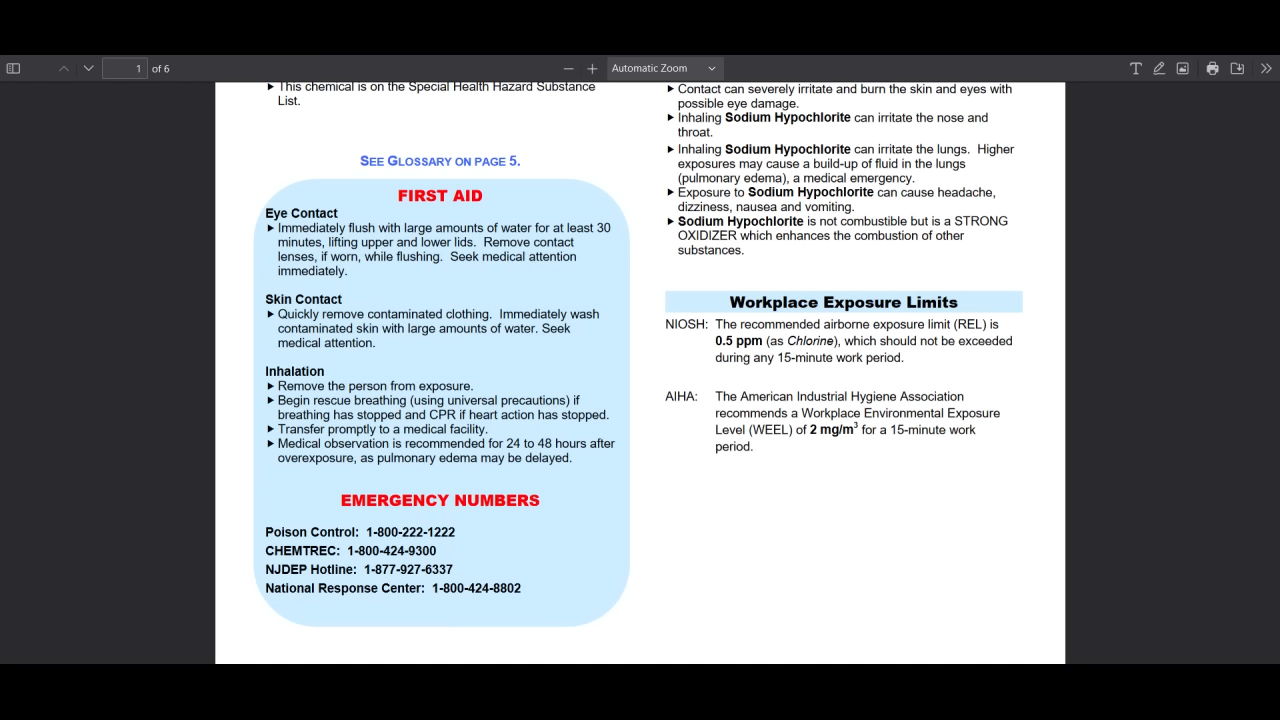 1 of 6
Automatic Zoom
This chemical is on the Special Health Hazard Substance
List.
SEE GLOSSARY ON PAGE 5.
FIRST AID
Eye Contact
Immediately flush with large amounts of water for at least 30
minutes, lifting upper and lower lids. Remove contact
lenses, if worn, while flushing. Seek medical attention
immediately.
Skin Contact
Quickly remove contaminated clothing. Immediately wash
contaminated skin with large amounts of water. Seek
medical attention.
Inhalation
Remove the person from exposure.
Begin rescue breathing (using universal precautions) if
breathing has stopped and CPR if heart action has stopped.
Transfer promptly to a medical facility.
Medical observation is recommended for 24 to 48 hours after
overexposure, as pulmonary edema may be delayed.
EMERGENCY NUMBERS
Poison Control: 1-800-222-1222
CHEMTREC: 1-800-424-9300
NJDEP Hotline: 1-877-927-6337
National Response Center: 1-800-424-8802
Contact can severely irritate and burn the skin and eyes with
possible eye damage.
Inhaling Sodium Hypochlorite can irritate the nose and
throat.
Inhaling Sodium Hypochlorite can irritate the lungs. Higher
exposures may cause a build-up of fluid in the lungs
(pulmonary edema), a medical emergency.
Exposure to Sodium Hypochlorite can cause headache,
dizziness, nausea and vomiting.
Sodium Hypochlorite is not combustible but is a STRONG
OXIDIZER which enhances the combustion of other
substances.
Workplace Exposure Limits
NIOSH: The recommended airborne exposure limit (REL) is
0.5 ppm (as Chlorine), which should not be exceeded
during any 15-minute work period.
AIHA: The American Industrial Hygiene Association
recommends a Workplace Environmental Exposure
Level (WEEL) of 2 mg/m³ for a 15-minute work
period.